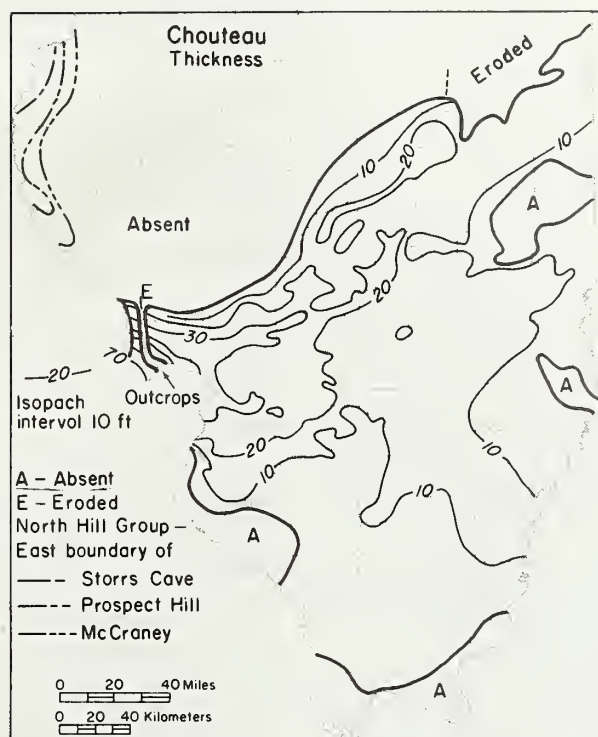 Chouteau
Thickness
Eroded
10
10
20
A
Absent
20
E
30
70
A
20
Isopach
interval 10 ft
Outcrops
20
10
10
10
A
A – Absent
E – Eroded
North Hill Group –
East boundary of
Storrs Cave
Prospect Hill
McCraney
A
0 20 40 Miles
0 20 40 Kilometers